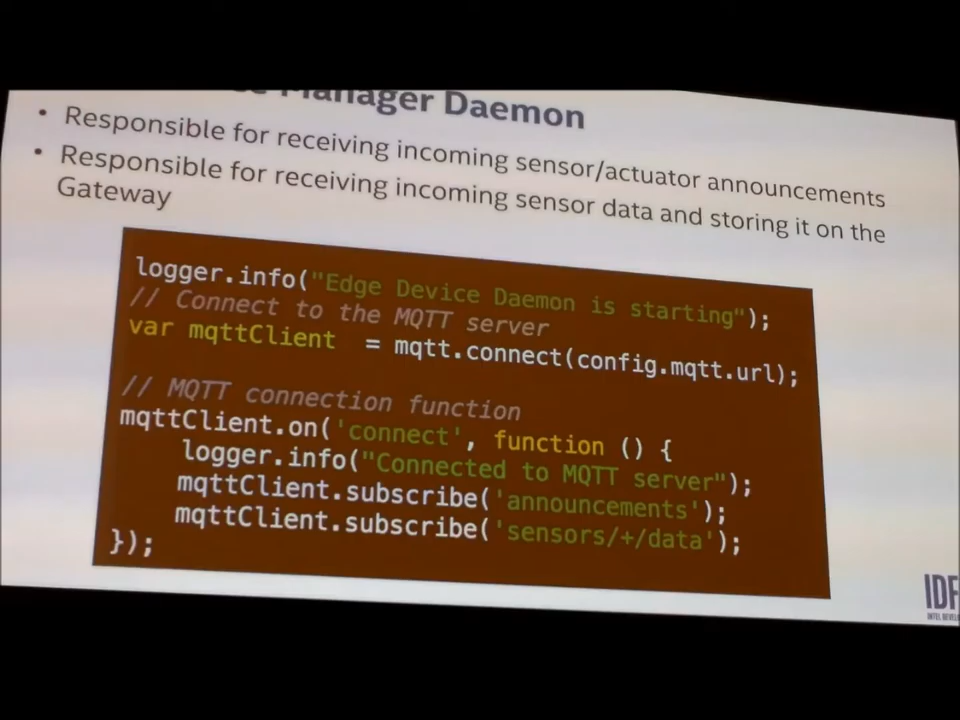 Manager Daemon
• Responsible for receiving incoming sensor/actuator announcements
• Responsible for receiving incoming sensor data and storing it on the
Gateway
logger.info("Edge Device Daemon is starting");
// Connect to the MQTT server
var mqttClient  = mqtt.connect(config.mqtt.url);
// MQTT connection function
mqttClient.on('connect', function () {
    logger.info("Connected to MQTT server");
    mqttClient.subscribe('announcements');
    mqttClient.subscribe('sensors/+/data');
});
IDF